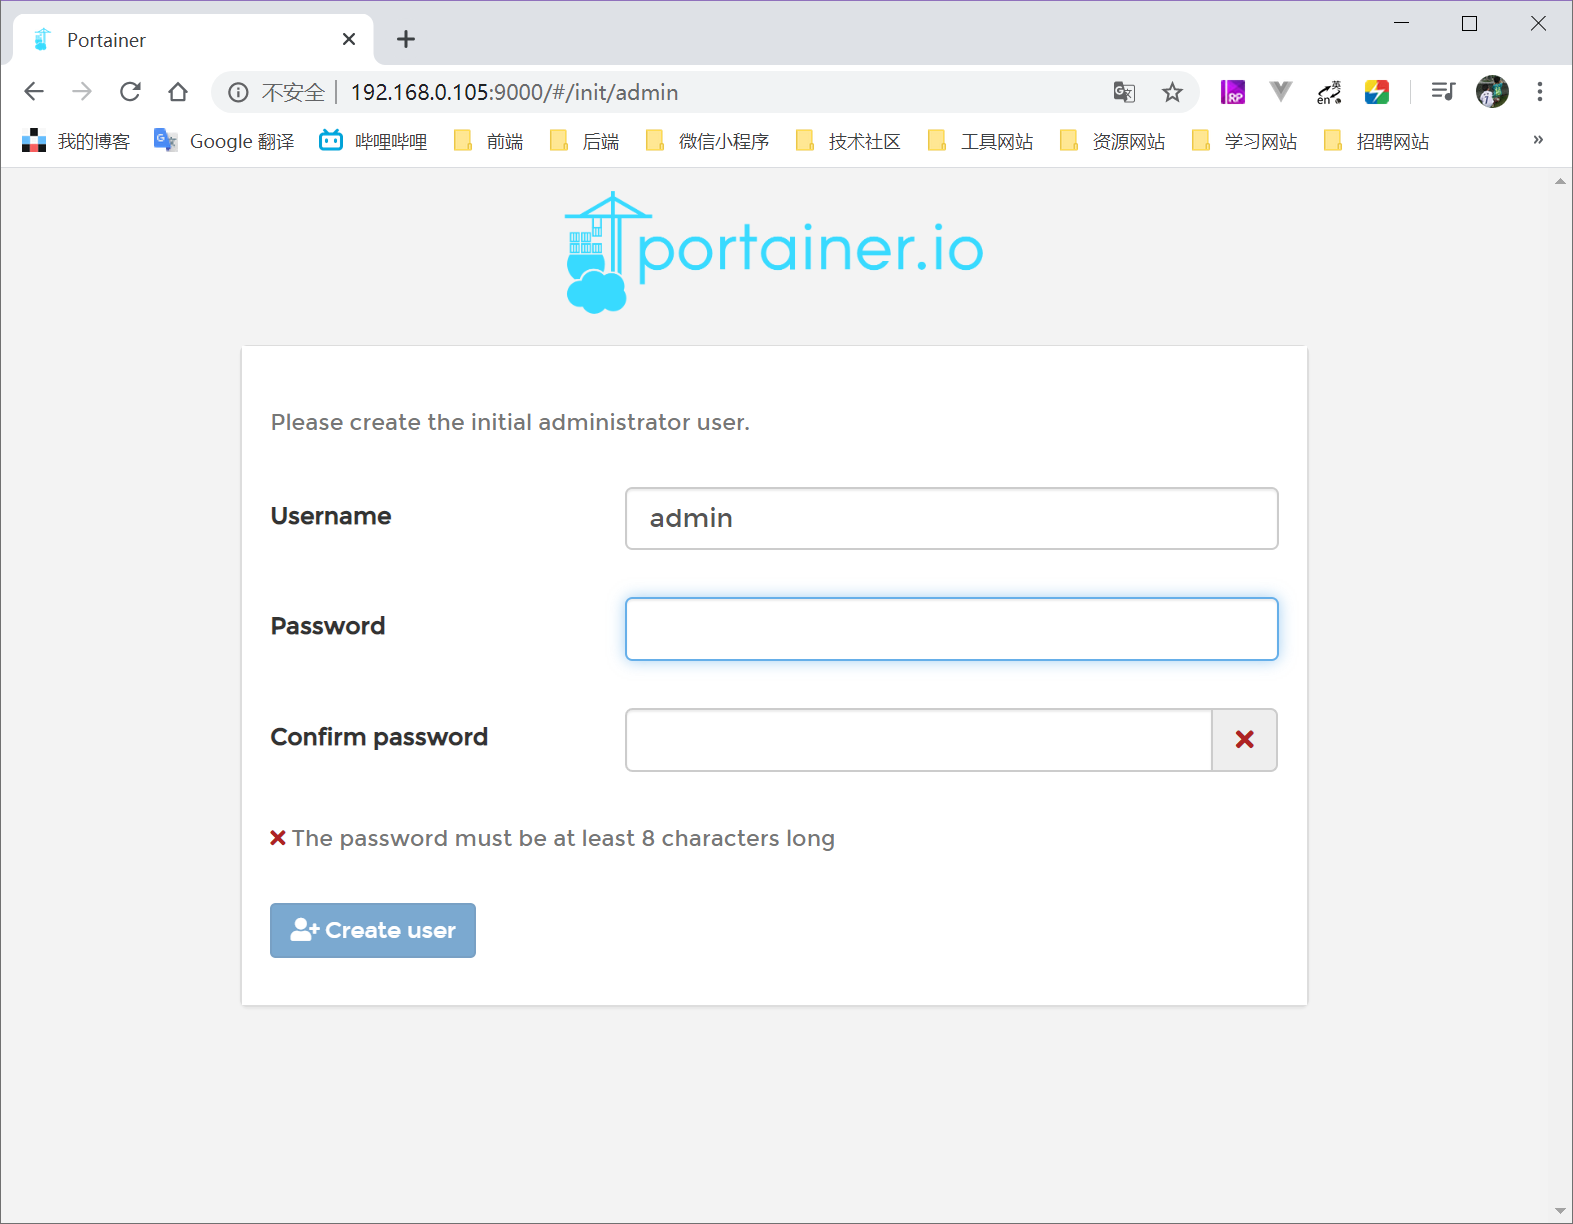 Portainer
不安全 192.168.0.105:9000/#/init/admin
RP
英
en
我的博客 Google 翻译 哔哩哔哩 前端 后端 微信小程序 技术社区 工具网站 资源网站 学习网站 招聘网站 »
portainer.io
Please create the initial administrator user.
Username admin
Password
Confirm password
The password must be at least 8 characters long
Create user